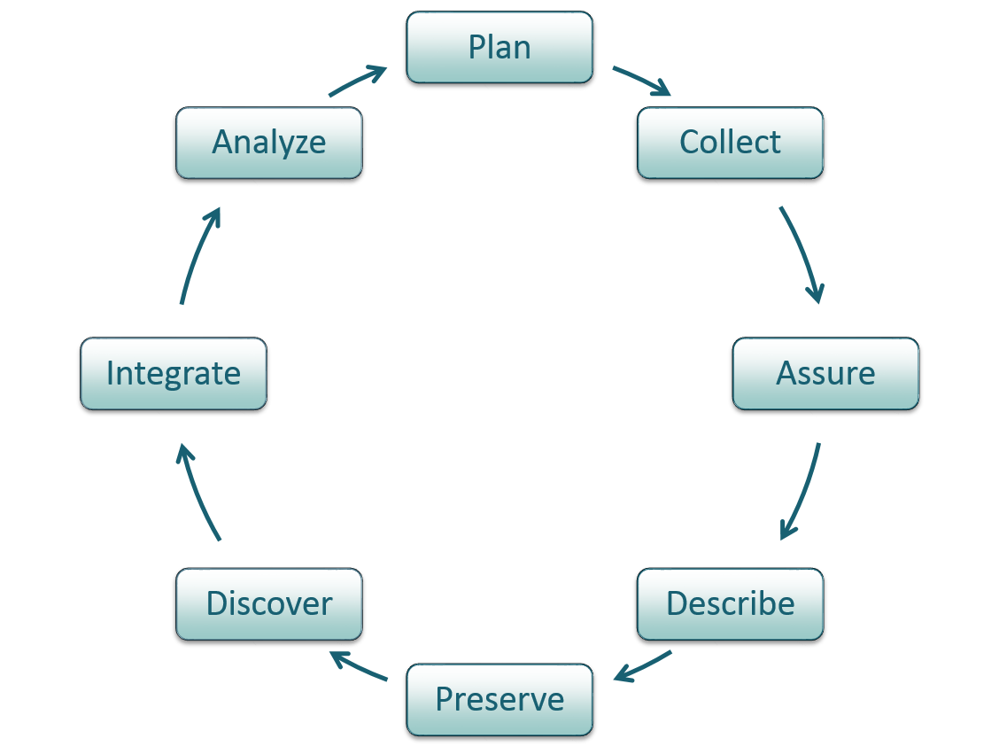 Plan
Collect
Assure
Describe
Preserve
Discover
Integrate
Analyze